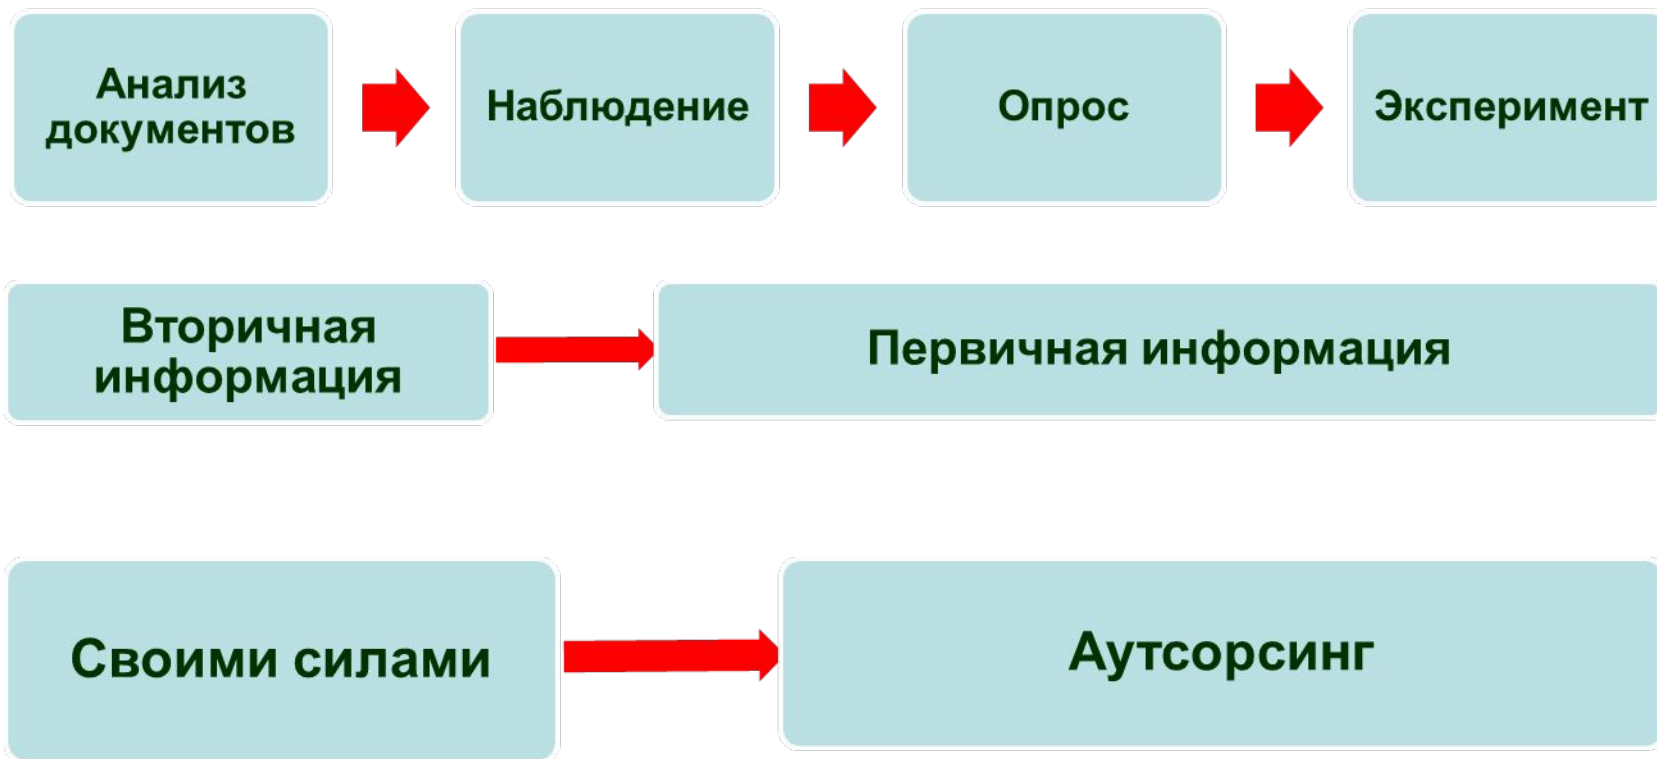 Анализ
документов
Наблюдение
Опрос
Эксперимент
Вторичная
информация
Первичная информация
Своими силами
Аутсорсинг